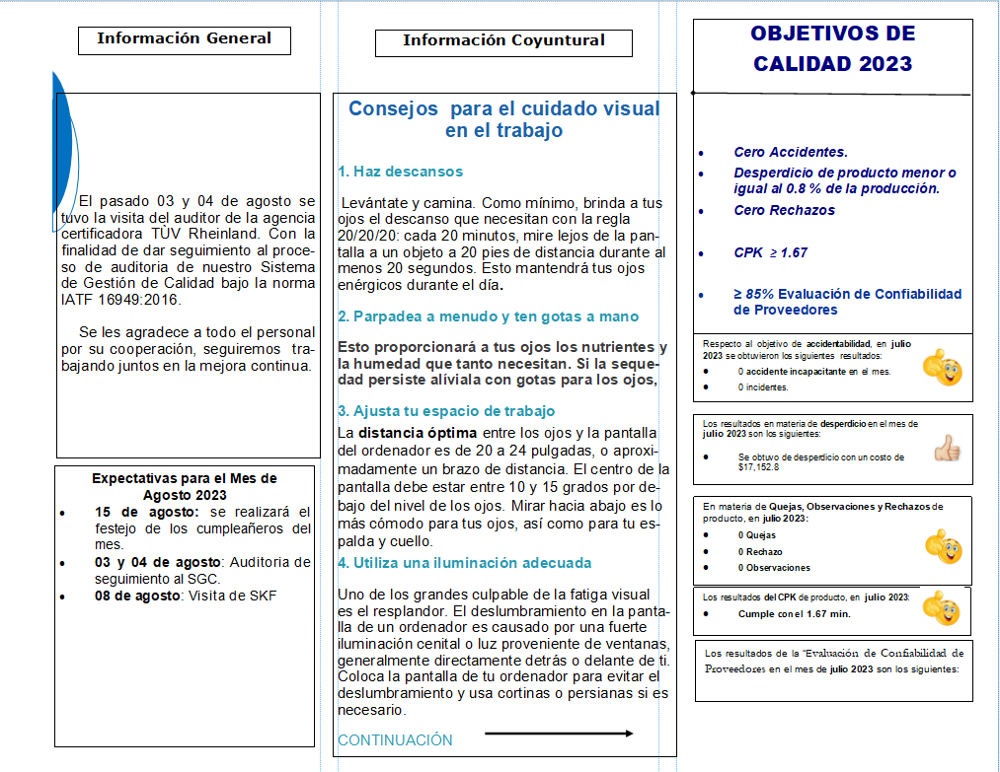 Información General
El pasado 03 y 04 de agosto se
tuvo la visita del auditor de la agencia
certificadora TÙV Rheinland. Con la
finalidad de dar seguimiento al proce-
so de auditoria de nuestro Sistema
de Gestión de Calidad bajo la norma
IATF 16949:2016.
Se les agradece a todo el personal
por su cooperación, seguiremos tra-
bajando juntos en la mejora continua.
Expectativas para el Mes de
Agosto 2023
• 15 de agosto: se realizará el
festejo de los cumpleañeros del
mes.
• 03 y 04 de agosto: Auditoria de
seguimiento al SGC.
• 08 de agosto: Visita de SKF
Información Coyuntural
Consejos para el cuidado visual
en el trabajo
1. Haz descansos
Levántate y camina. Como mínimo, brinda a tus
ojos el descanso que necesitan con la regla
20/20/20: cada 20 minutos, mire lejos de la pan-
talla a un objeto a 20 pies de distancia durante al
menos 20 segundos. Esto mantendrá tus ojos
enérgicos durante el día.
2. Parpadea a menudo y ten gotas a mano
Esto proporcionará a tus ojos los nutrientes y
la humedad que tanto necesitan. Si la seque-
dad persiste alíviala con gotas para los ojos,
3. Ajusta tu espacio de trabajo
La distancia óptima entre los ojos y la pantalla
del ordenador es de 20 a 24 pulgadas, o aproxi-
madamente un brazo de distancia. El centro de la
pantalla debe estar entre 10 y 15 grados por de-
bajo del nivel de los ojos. Mirar hacia abajo es lo
más cómodo para tus ojos, así como para tu es-
palda y cuello.
4. Utiliza una iluminación adecuada
Uno de los grandes culpable de la fatiga visual
es el resplandor. El deslumbramiento en la panta-
lla de un ordenador es causado por una fuerte
iluminación cenital o luz proveniente de ventanas,
generalmente directamente detrás o delante de ti.
Coloca la pantalla de tu ordenador para evitar el
deslumbramiento y usa cortinas o persianas si es
necesario.
CONTINUACIÓN
OBJETIVOS DE
CALIDAD 2023
• Cero Accidentes.
• Desperdicio de producto menor o
igual al 0.8 % de la producción.
• Cero Rechazos
• CPK ≥ 1.67
• ≥ 85% Evaluación de Confiabilidad
de Proveedores
Respecto al objetivo de accidentabilidad, en julio
2023 se obtuvieron los siguientes resultados:
• 0 accidente incapacitante en el mes.
• 0 incidentes.
Los resultados en materia de desperdicio en el mes de
julio 2023 son los siguientes:
• Se obtuvo de desperdicio con un costo de
$17,152.8
En materia de Quejas, Observaciones y Rechazos de
producto, en julio 2023:
• 0 Quejas
• 0 Rechazo
• 0 Observaciones
Los resultados del CPK de producto, en julio 2023:
• Cumple con el 1.67 min.
Los resultados de la "Evaluación de Confiabilidad de
Proveedores en el mes de julio 2023 son los siguientes: